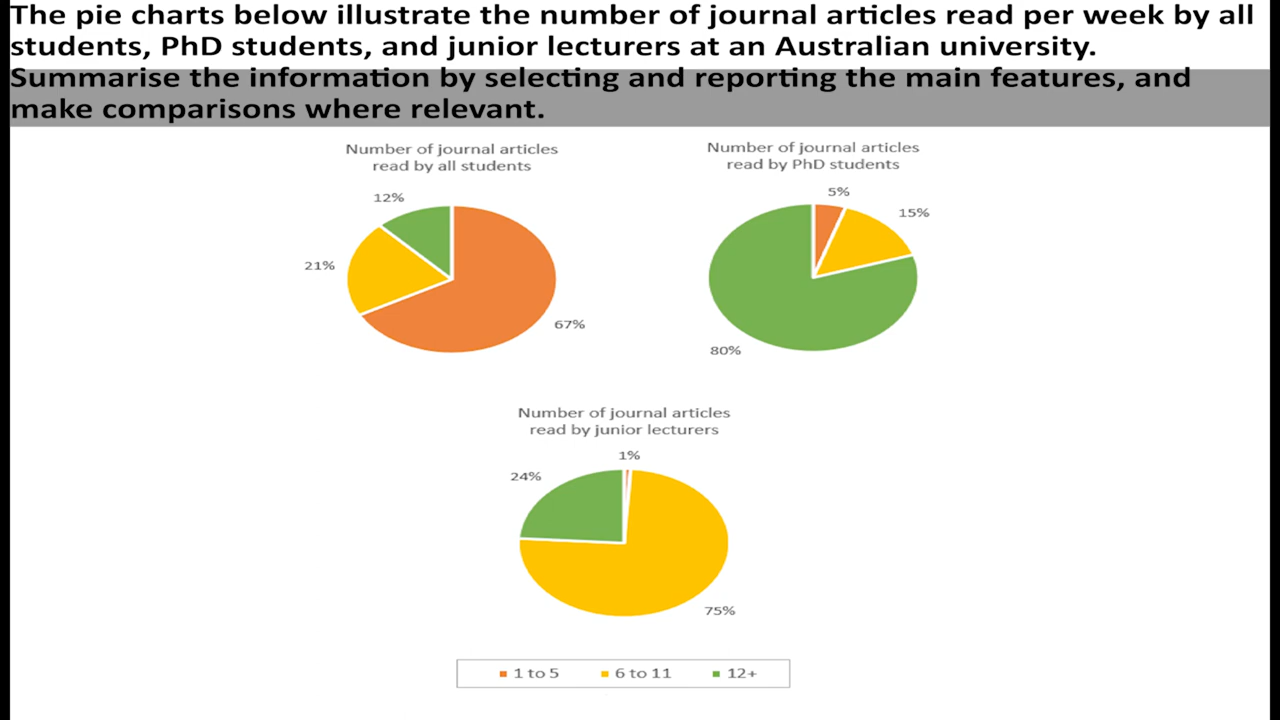 The pie charts below illustrate the number of journal articles read per week by all
students, PhD students, and junior lecturers at an Australian university.
Summarise the information by selecting and reporting the main features, and
make comparisons where relevant.
Number of journal articles
read by all students
12%
21%
67%
Number of journal articles
read by PhD students
5%
15%
80%
Number of journal articles
read by junior lecturers
1%
24%
75%
1 to 5 6 to 11 12+